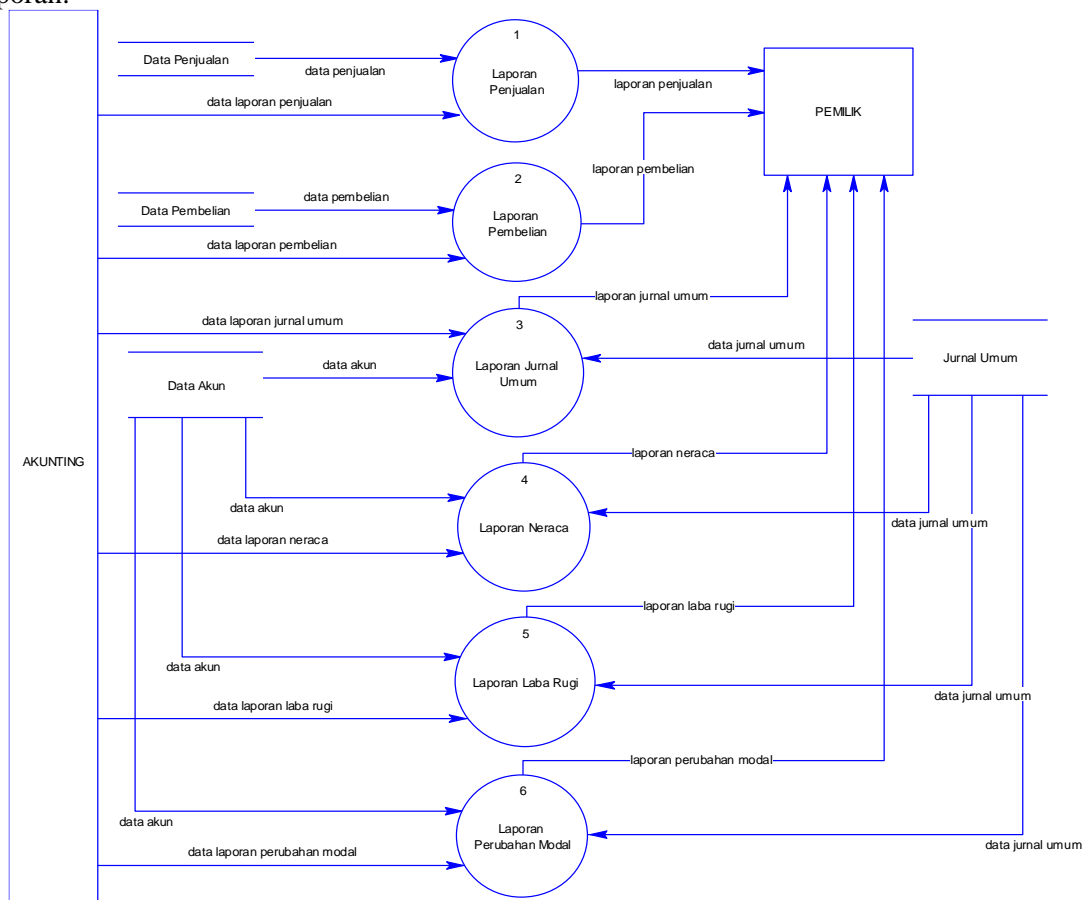 poran.
1
Data Penjualan
data penjualan
Laporan
Penjualan
laporan penjualan
data laporan penjualan
PEMILIK
laporan pembelian
2
data pembelian
Data Pembelian
Laporan
Pembelian
data laporan pembelian
laporan jurnal umum
data laporan jurnal umum
3
data jurnal umum
Jurnal Umum
data akun
Laporan Jurnal
Umum
Data Akun
laporan neraca
AKUNTING
4
data akun
data jurnal umum
Laporan Neraca
data laporan neraca
laporan laba rugi
5
data akun
Laporan Laba Rugi
data jurnal umum
data laporan laba rugi
laporan perubahan modal
6
data akun
Laporan
Perubahan Modal
data jurnal umum
data laporan perubahan modal